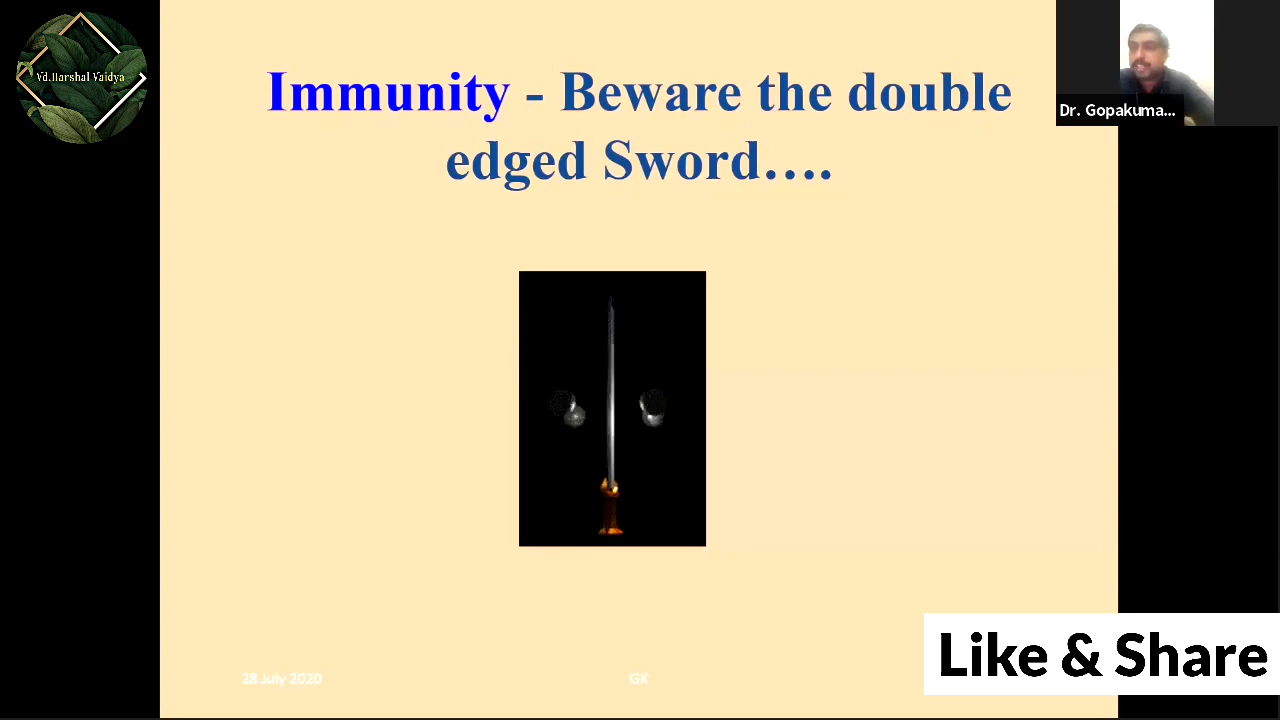 Vd.Harshal Vaidya
Immunity - Beware the double
edged Sword....
Dr. Gopakuma...
28 July 2020
GK
Like & Share